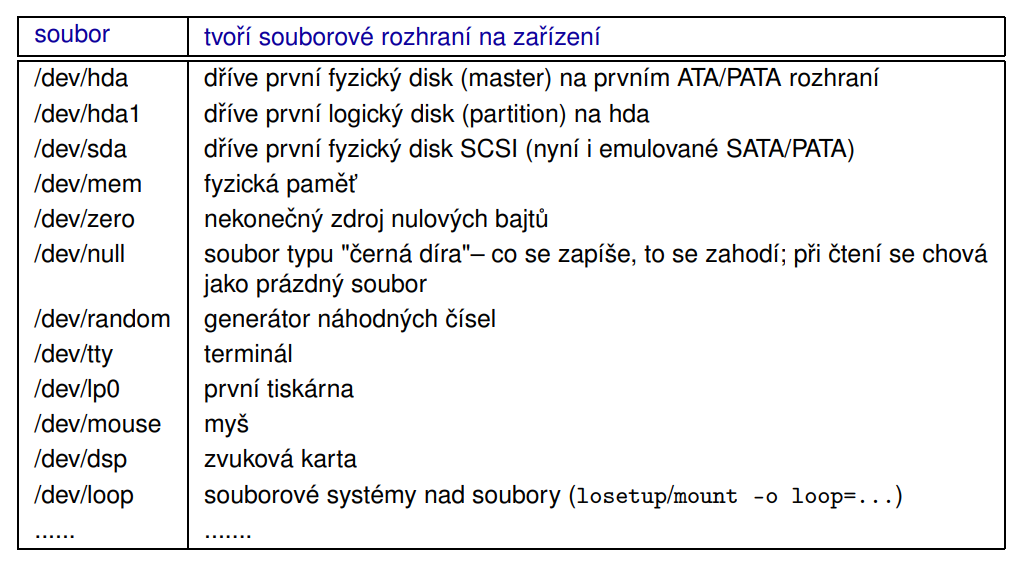 soubor tvoří souborové rozhraní na zařízení
/dev/hda dříve první fyzický disk (master) na prvním ATA/PATA rozhraní
/dev/hda1 dříve první logický disk (partition) na hda
/dev/sda dříve první fyzický disk SCSI (nyní i emulované SATA/PATA)
/dev/mem fyzická paměť
/dev/zero nekonečný zdroj nulových bajtů
/dev/null soubor typu "černá díra"– co se zapíše, to se zahodí; při čtení se chová
jako prázdný soubor
/dev/random generátor náhodných čísel
/dev/tty terminál
/dev/lp0 první tiskárna
/dev/mouse myš
/dev/dsp zvuková karta
/dev/loop souborové systémy nad soubory (losetup/mount -o loop=...)
...... .......